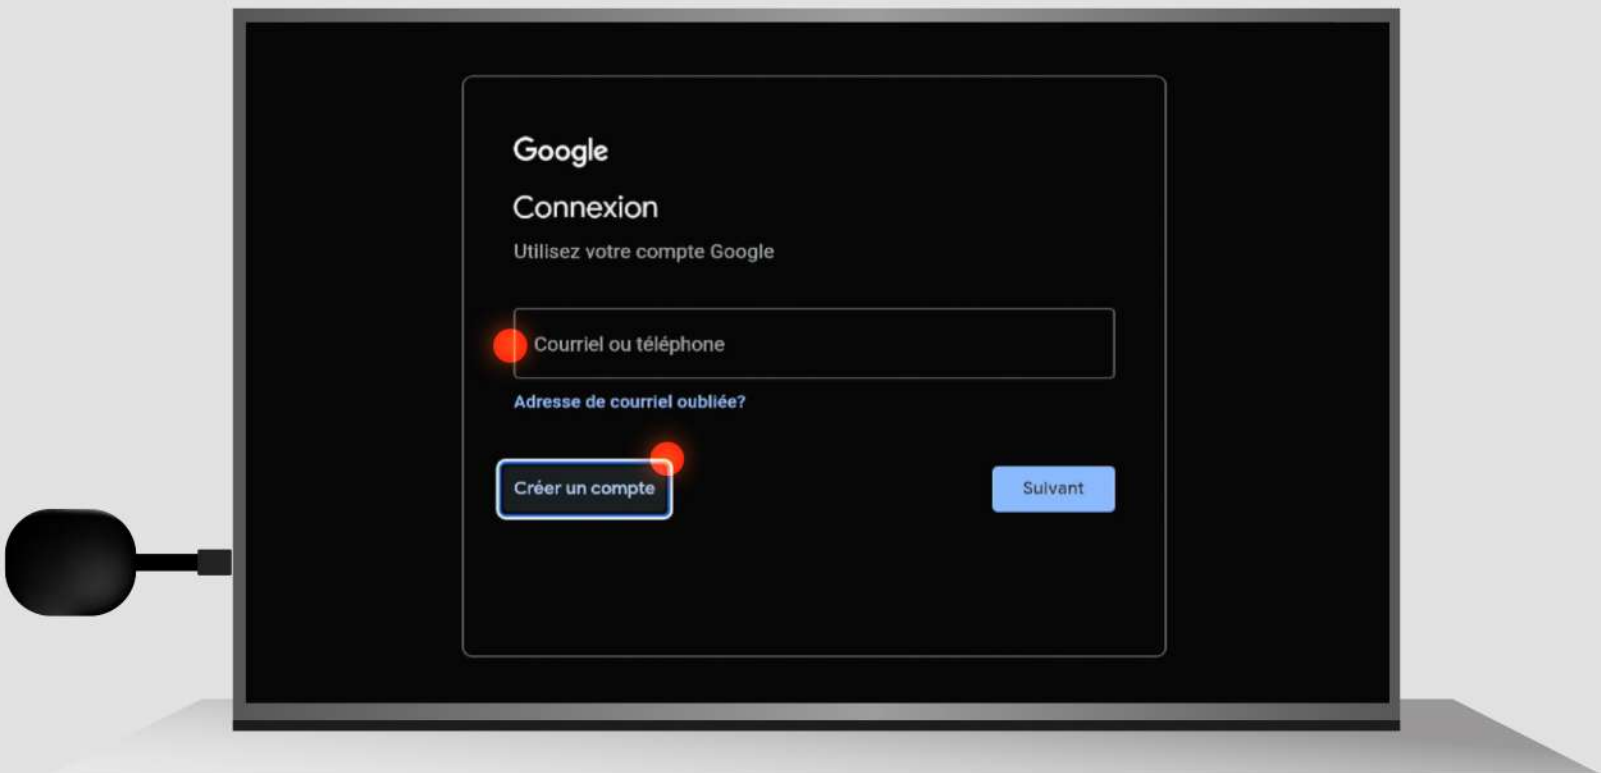 Google
Connexion
Utilisez votre compte Google
Courriel ou téléphone
Adresse de courriel oubliée?
Créer un compte
Suivant